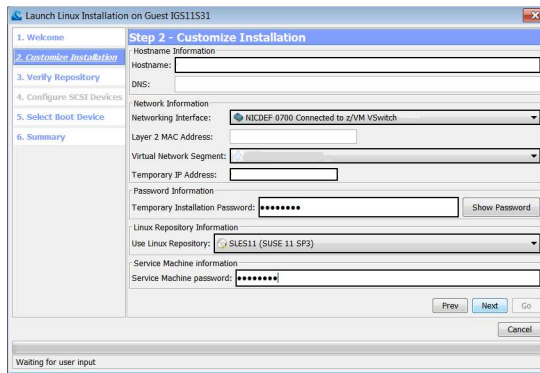 Launch Linux Installation on Guest IGS11S31
1. Welcome
2. Customize Installation
3. Verify Repository
4. Configure SCSI Devices
5. Select Boot Device
6. Summary
Step 2 - Customize Installation
Hostname Information
Hostname:
DNS:
Network Information
Networking Interface: NICDEF 0700 Connected to z/VM VSwitch
Layer 2 MAC Address:
Virtual Network Segment:
Temporary IP Address:
Password Information
Temporary Installation Password: ●●●●●●●● Show Password
Linux Repository Information
Use Linux Repository: SLES11 (SUSE 11 SP3)
Service Machine information
Service Machine password: ●●●●●●●●
Prev Next Go
Cancel
Waiting for user input